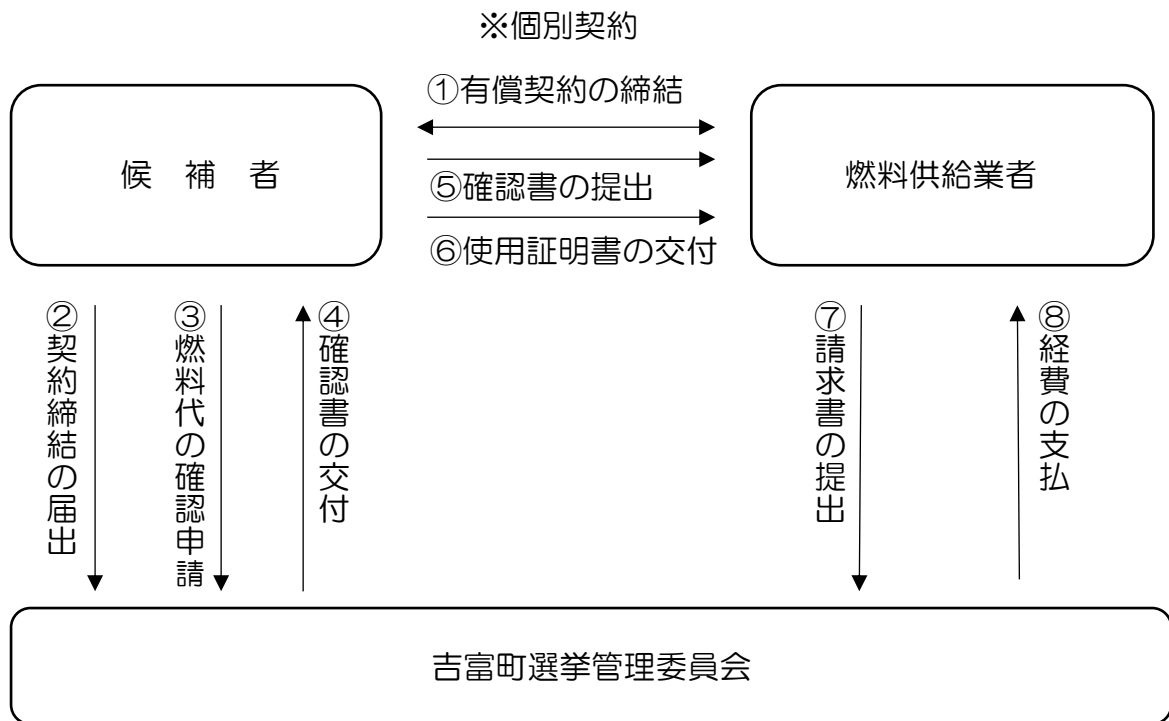 ※個別契約
①有償契約の締結
候　補　者
燃料供給業者
⑤確認書の提出
⑥使用証明書の交付
②契約締結の届出
③燃料代の確認申請
④確認書の交付
⑦請求書の提出
⑧経費の支払
吉富町選挙管理委員会